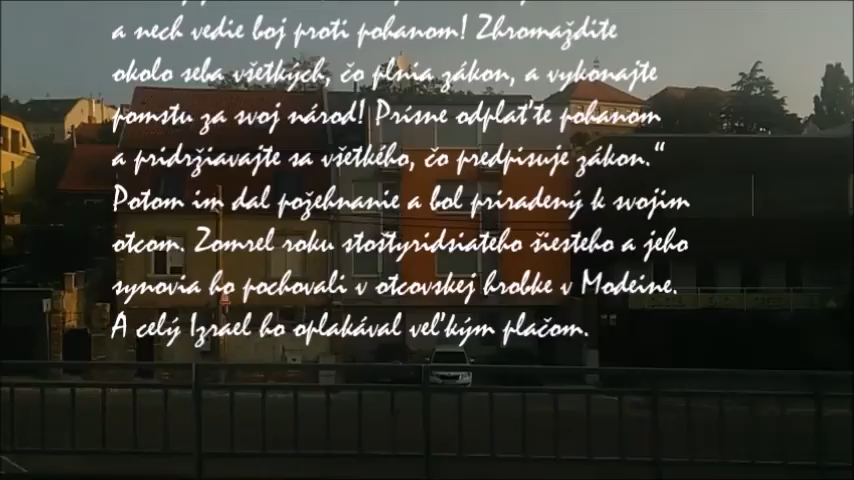 a nech vedie boj proti pohanom! Zhromaždite
okolo seba všetkých, čo plnia zákon, a vykonajte
pomstu za svoj národ! Prísne odplaťte pohanom
a pridržiavajte sa všetkého, čo predpisuje zákon.“
Potom im dal požehnanie a bol priradený k svojim
otcom. Zomrel roku stoštyridsiateho šiesteho a jeho
synovia ho pochovali v otcovskej hrobke v Modeine.
A celý Izrael ho oplakával veľkým plačom.